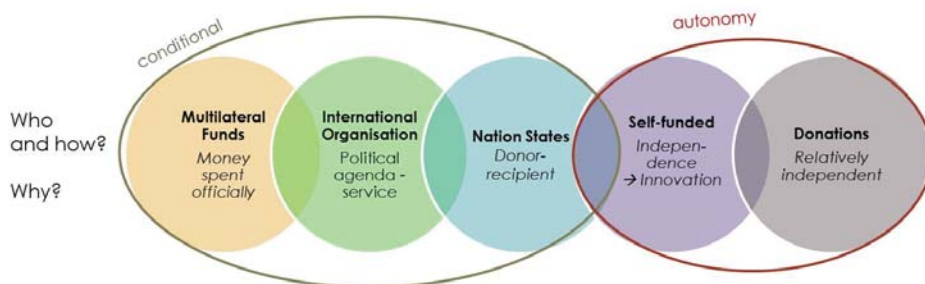 conditional
autonomy
Who
and how?
Why?
Multilateral
Funds
Money
spent
officially
International
Organisation
Political
agenda -
service
Nation States
Donor-
recipient
Self-funded
Indepen-
dence
→ Innovation
Donations
Relatively
independent